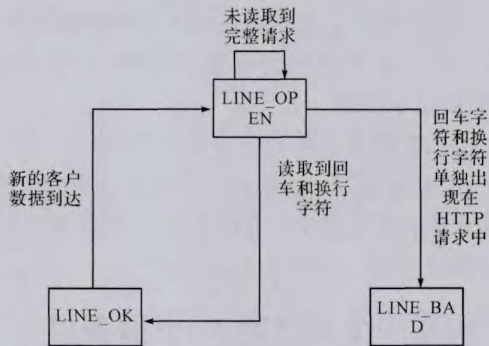 未读取到
完整请求
LINE_OP
EN
新的客户
数据到达
读取到回
车和换行
字符
回车字
符和换
行字符
单独出
现在
HTTP
请求中
LINE_OK
LINE_BA
D